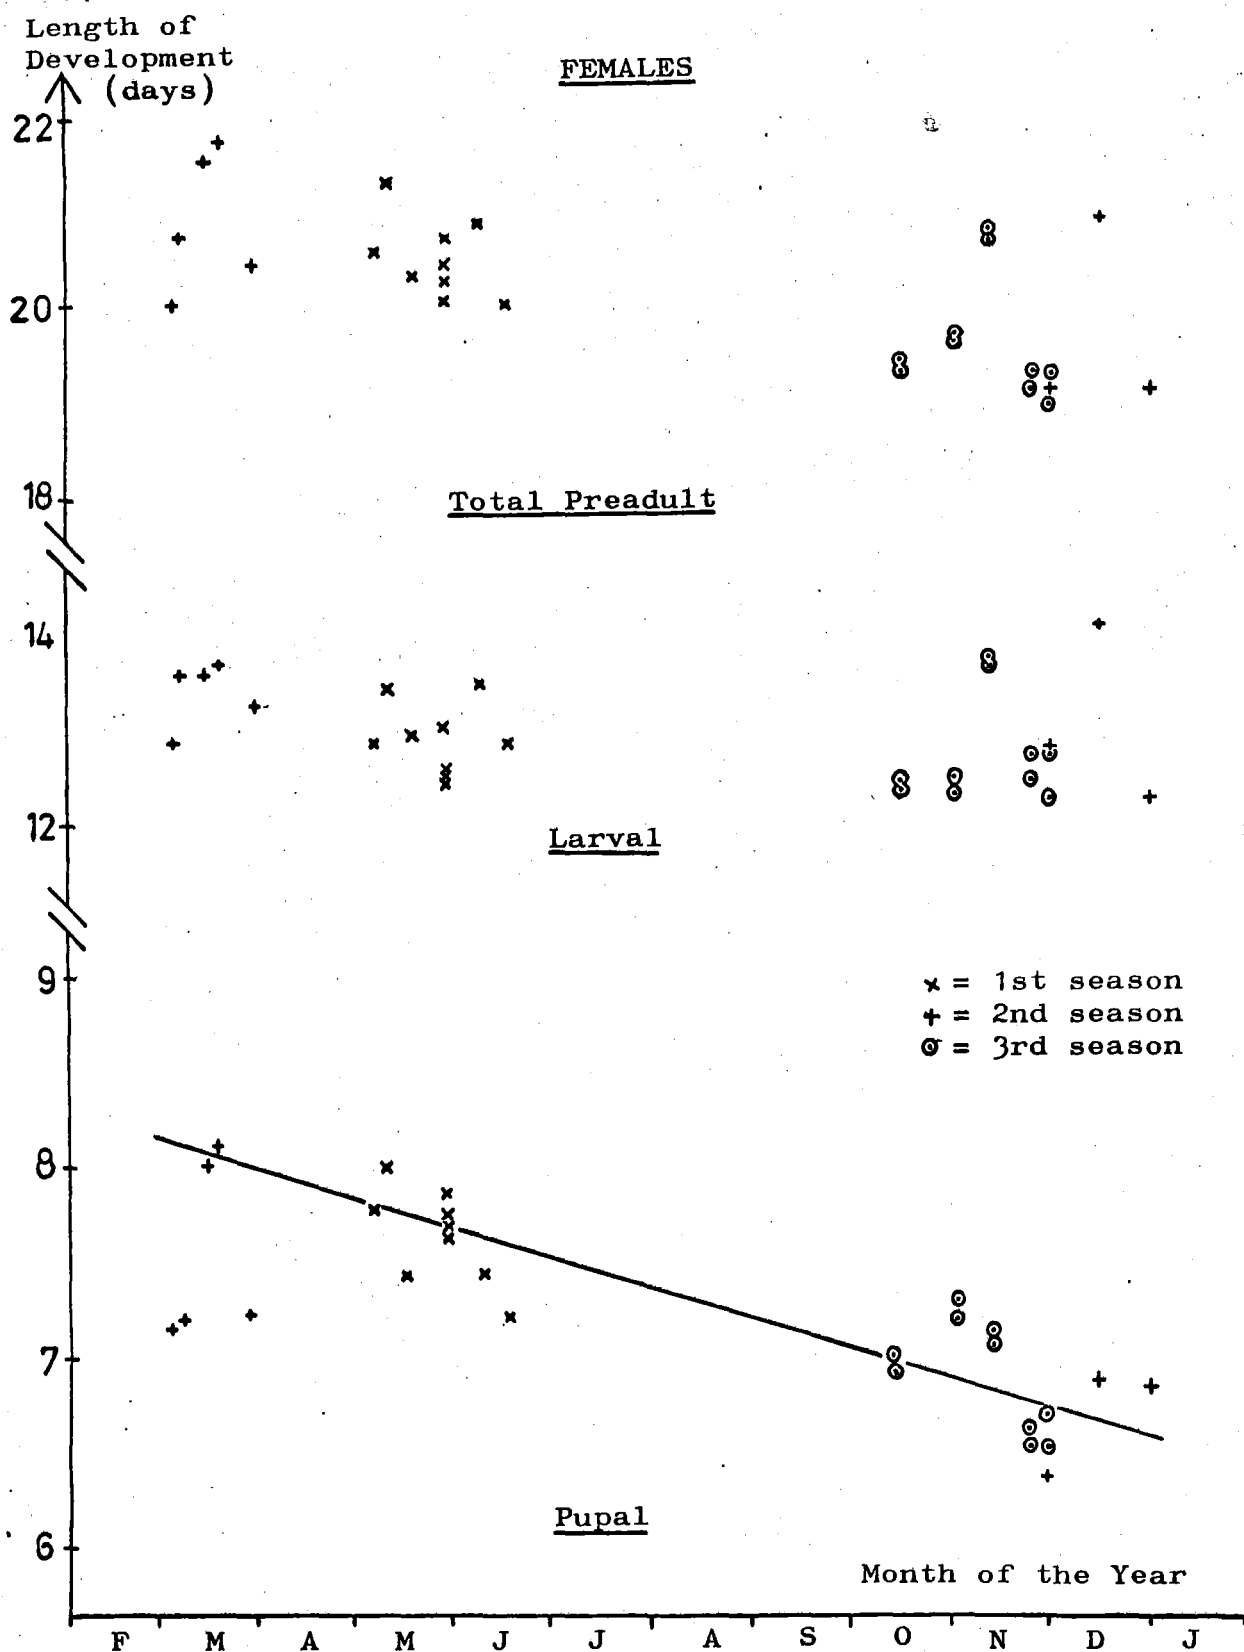 Length of
Development
(days)
FEMALES
22
20
18
Total Preadult
14
12
Larval
9
x = 1st season
+ = 2nd season
⊙ = 3rd season
8
7
6
Pupal
Month of the Year
F M A M J J A S O N D J